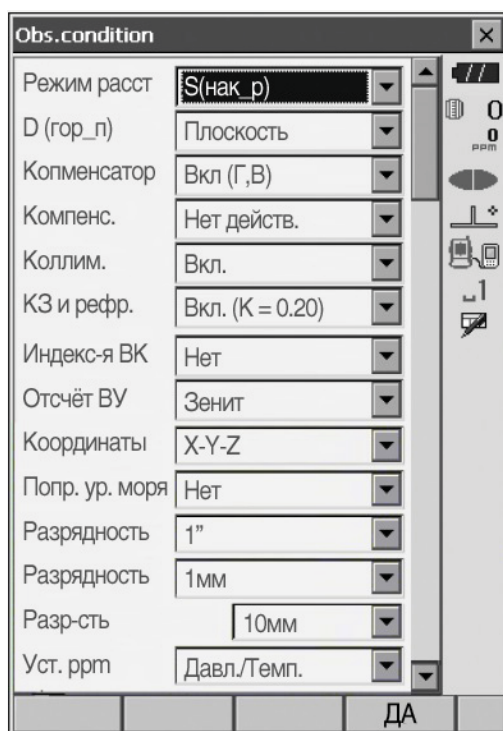 Obs.condition
Режим расст S(нак_р)
D (гор_п) Плоскость
Копменсатор Вкл (Г,В)
Компенс. Нет действ.
Коллим. Вкл.
КЗ и рефр. Вкл. (K = 0.20)
Индекс-я ВК Нет
Отсчёт ВУ Зенит
Координаты X-Y-Z
Попр. ур. моря Нет
Разрядность 1”
Разрядность 1мм
Разр-сть 10мм
Уст. ppm Давл./Темп.
ДА
0
0
PPM
1